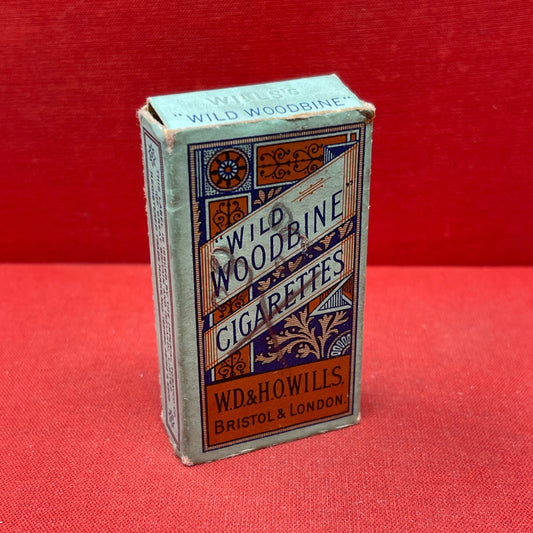 WILLS'S
"WILD WOODBINE"
"WILD
WOODBINE"
CIGARETTES
W.D.& H.O.WILLS,
BRISTOL & LONDON.